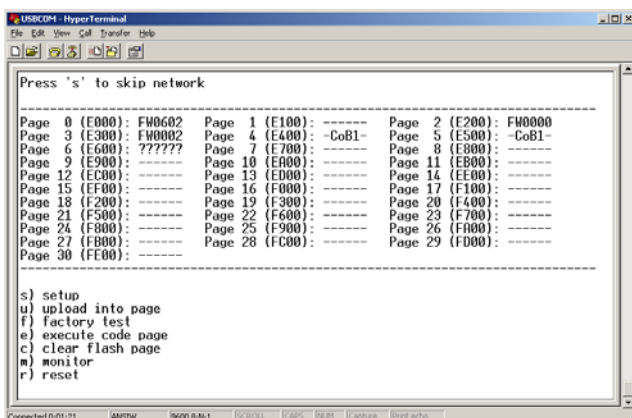 USBCOM - HyperTerminal
File Edit View Call Transfer Help
Press 's' to skip network
--------------------------------------------------------------------------------
Page 0 (E000): FW0602 Page 1 (E100): ------ Page 2 (E200): FW0000
Page 3 (E300): FW0002 Page 4 (E400): -CoB1- Page 5 (E500): -CoB1-
Page 6 (E600): ?????? Page 7 (E700): ------ Page 8 (E800): ------
Page 9 (E900): ------ Page 10 (EA00): ------ Page 11 (EB00): ------
Page 12 (EC00): ------ Page 13 (ED00): ------ Page 14 (EE00): ------
Page 15 (EF00): ------ Page 16 (F000): ------ Page 17 (F100): ------
Page 18 (F200): ------ Page 19 (F300): ------ Page 20 (F400): ------
Page 21 (F500): ------ Page 22 (F600): ------ Page 23 (F700): ------
Page 24 (F800): ------ Page 25 (F900): ------ Page 26 (FA00): ------
Page 27 (FB00): ------ Page 28 (FC00): ------ Page 29 (FD00): ------
Page 30 (FE00): ------
--------------------------------------------------------------------------------
s) setup
u) upload into page
f) factory test
e) execute code page
c) clear flash page
m) monitor
r) reset
Connected 0:01:21 ANSIW 9600 8-N-1 SCROLL CAPS NUM Capture Print echo